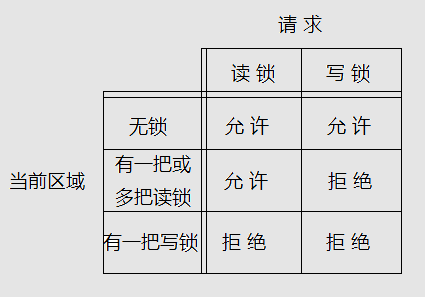 请 求
读 锁 写 锁
无锁 允 许 允 许
有一把或
当前区域 允 许 拒 绝
多把读锁
有一把写锁 拒 绝 拒 绝